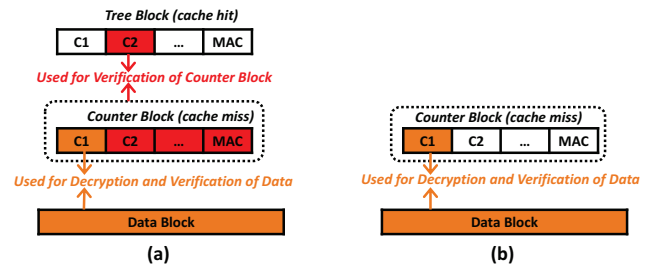 Tree Block (cache hit)
C1 C2 ... MAC
Used for Verification of Counter Block
Counter Block (cache miss)
C1 C2 ... MAC
Used for Decryption and Verification of Data
Data Block
(a)
Counter Block (cache miss)
C1 C2 ... MAC
Used for Decryption and Verification of Data
Data Block
(b)